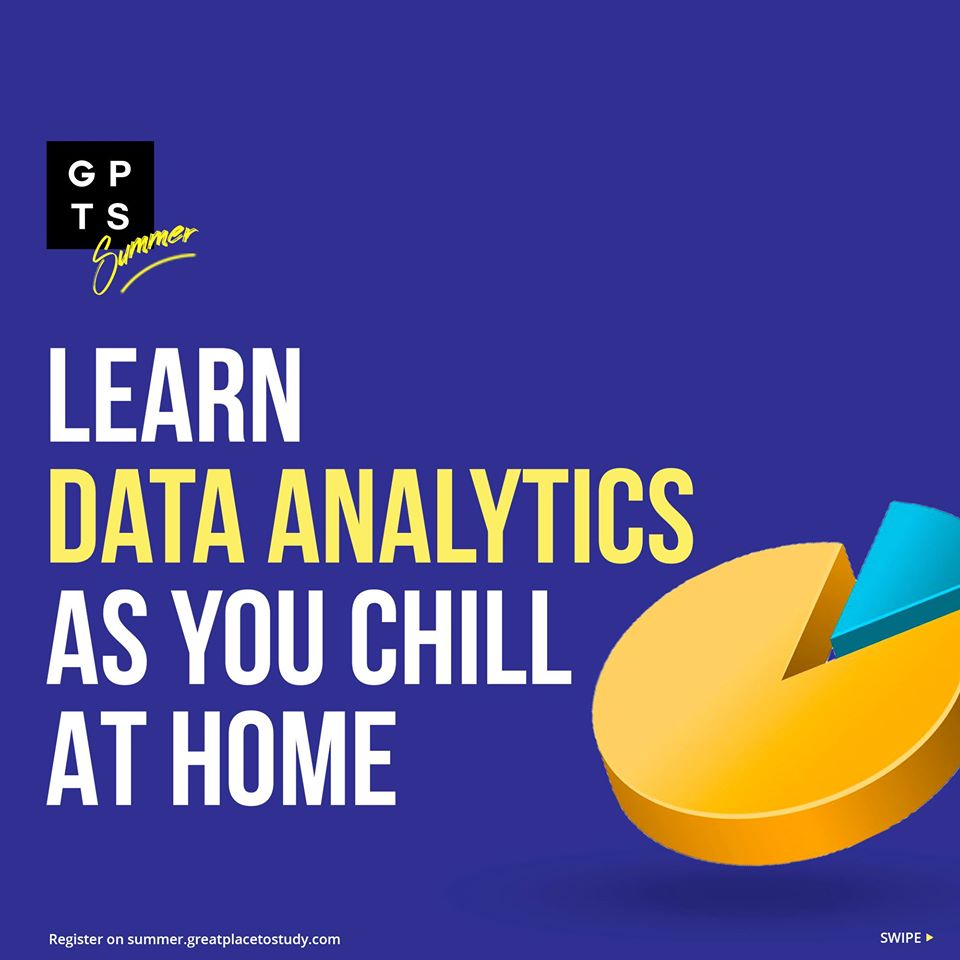 G P
T S
Summer
LEARN
DATA ANALYTICS
AS YOU CHILL
AT HOME
Register on summer.greatplacetostudy.com
SWIPE